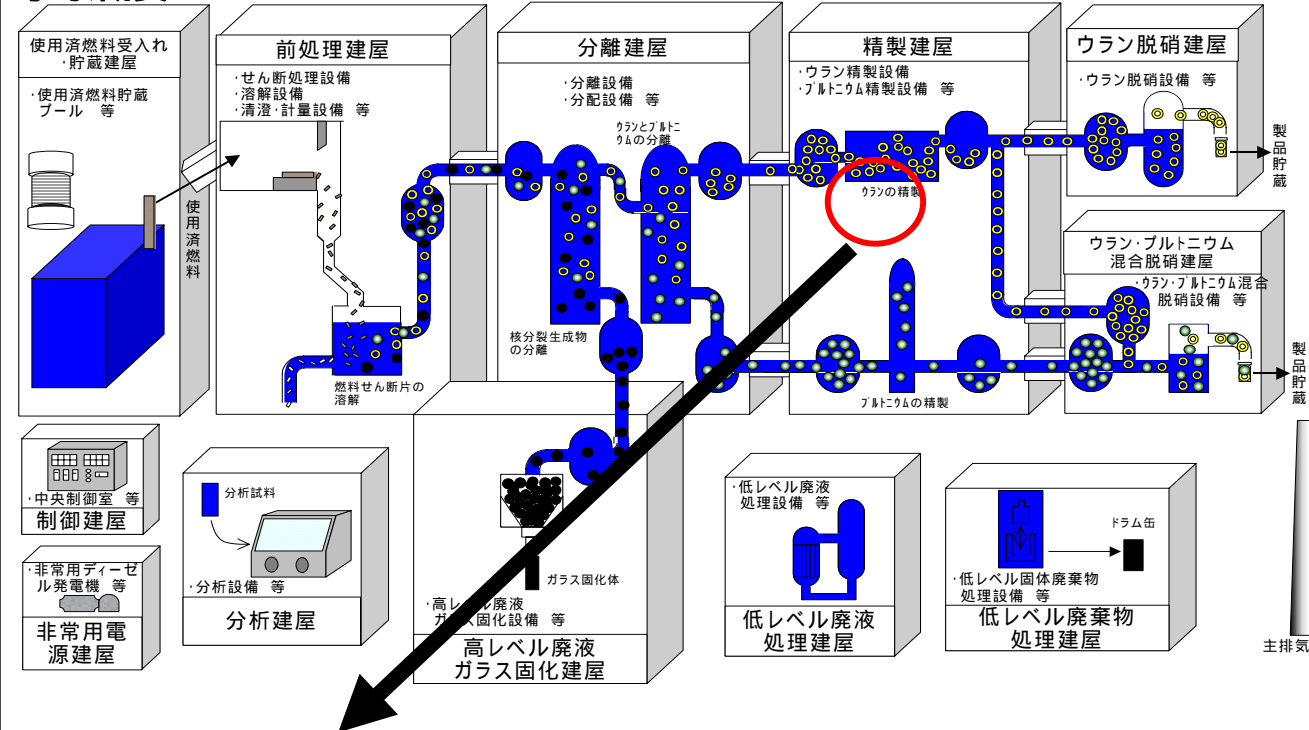 使用済燃料受入れ
・貯蔵建屋
・使用済燃料貯蔵
プール 等
使用済燃料
前処理建屋
・せん断処理設備
・溶解設備
・清澄・計量設備 等
燃料せん断片の
溶解
分離建屋
・分離設備
・分配設備 等
ウランとプルトニ
ウムの分離
核分裂生成物
の分離
精製建屋
・ウラン精製設備
・プルトニウム精製設備 等
ウランの精製
プルトニウムの精製
ウラン脱硝建屋
・ウラン脱硝設備 等
製品貯蔵
ウラン・プルトニウム
混合脱硝建屋
・ウラン・プルトニウム混合
脱硝設備 等
製品貯蔵
・中央制御室 等
制御建屋
・非常用ディーゼ
ル発電機 等
非常用電
源建屋
分析試料
・分析設備 等
分析建屋
ガラス固化体
・高レベル廃液
ガラス固化設備 等
高レベル廃液
ガラス固化建屋
・低レベル廃液
処理設備 等
低レベル廃液
処理建屋
ドラム缶
・低レベル固体廃棄物
処理設備 等
低レベル廃棄物
処理建屋
主排気